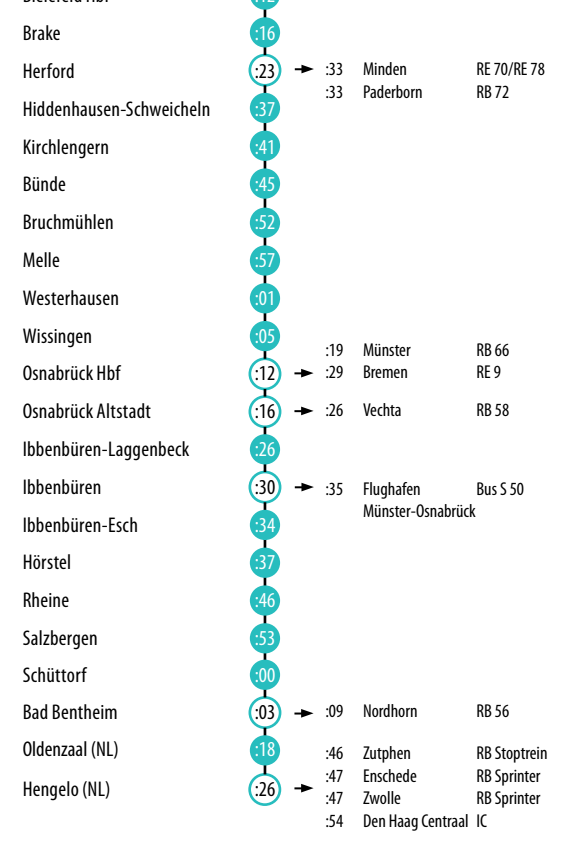 Bielefeld Hbf :12
Brake :16
Herford :23 :33 Minden RE 70/RE 78
:33 Paderborn RB 72
Hiddenhausen-Schweicheln :37
Kirchlengern :41
Bünde :45
Bruchmühlen :52
Melle :57
Westerhausen :01
Wissingen :05
:19 Münster RB 66
Osnabrück Hbf :12 :29 Bremen RE 9
Osnabrück Altstadt :16 :26 Vechta RB 58
Ibbenbüren-Laggenbeck :26
Ibbenbüren :30 :35 Flughafen Bus S 50
Münster-Osnabrück
Ibbenbüren-Esch :34
Hörstel :37
Rheine :46
Salzbergen :53
Schüttorf :00
Bad Bentheim :03 :09 Nordhorn RB 56
Oldenzaal (NL) :18
:46 Zutphen RB Stoptrein
:47 Enschede RB Sprinter
Hengelo (NL) :26
:47 Zwolle RB Sprinter
:54 Den Haag Centraal IC